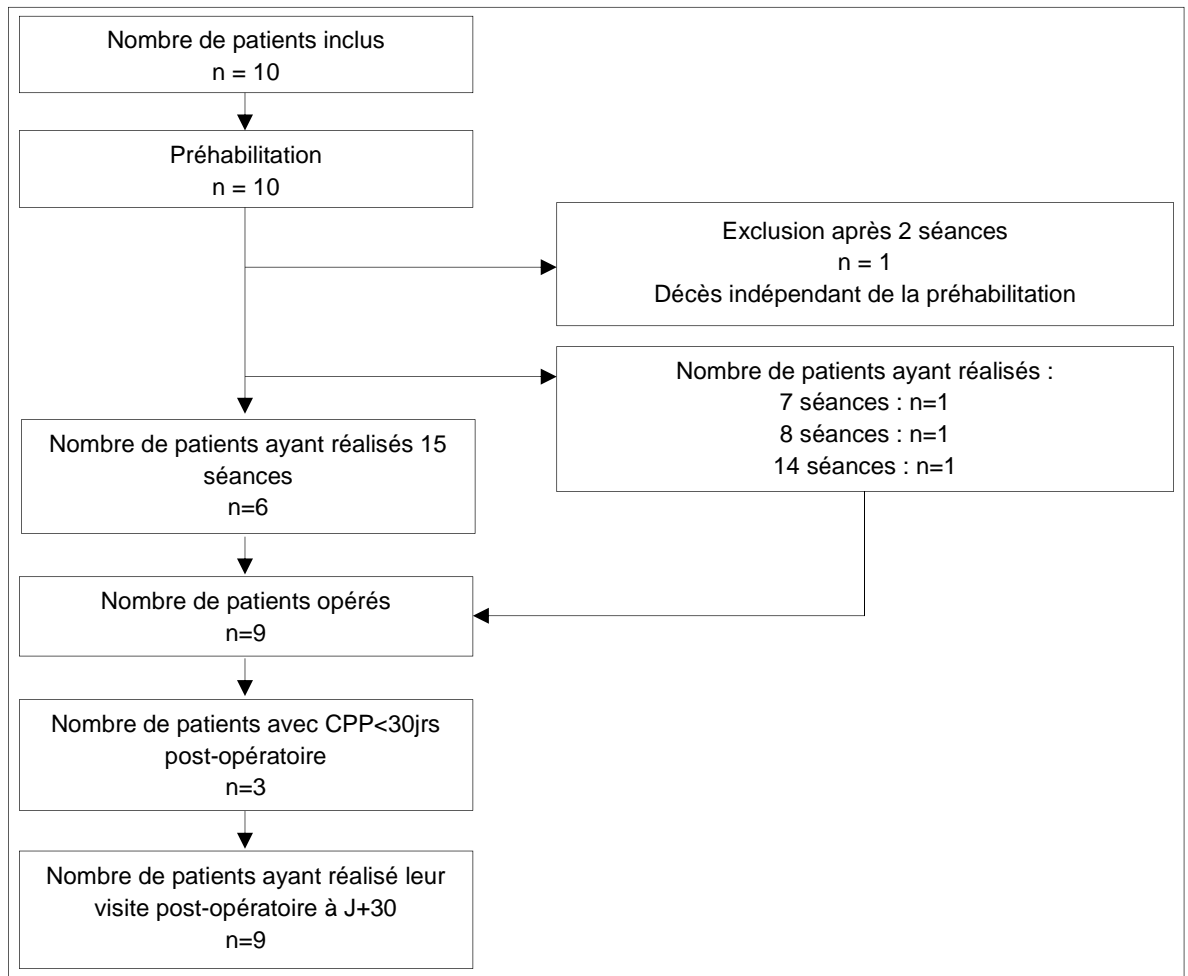 Nombre de patients inclus
n = 10
Préhabilitation
n = 10
Exclusion après 2 séances
n = 1
Décès indépendant de la préhabilitation
Nombre de patients ayant réalisés :
7 séances : n=1
8 séances : n=1
14 séances : n=1
Nombre de patients ayant réalisés 15
séances
n=6
Nombre de patients opérés
n=9
Nombre de patients avec CPP<30jrs
post-opératoire
n=3
Nombre de patients ayant réalisé leur
visite post-opératoire à J+30
n=9